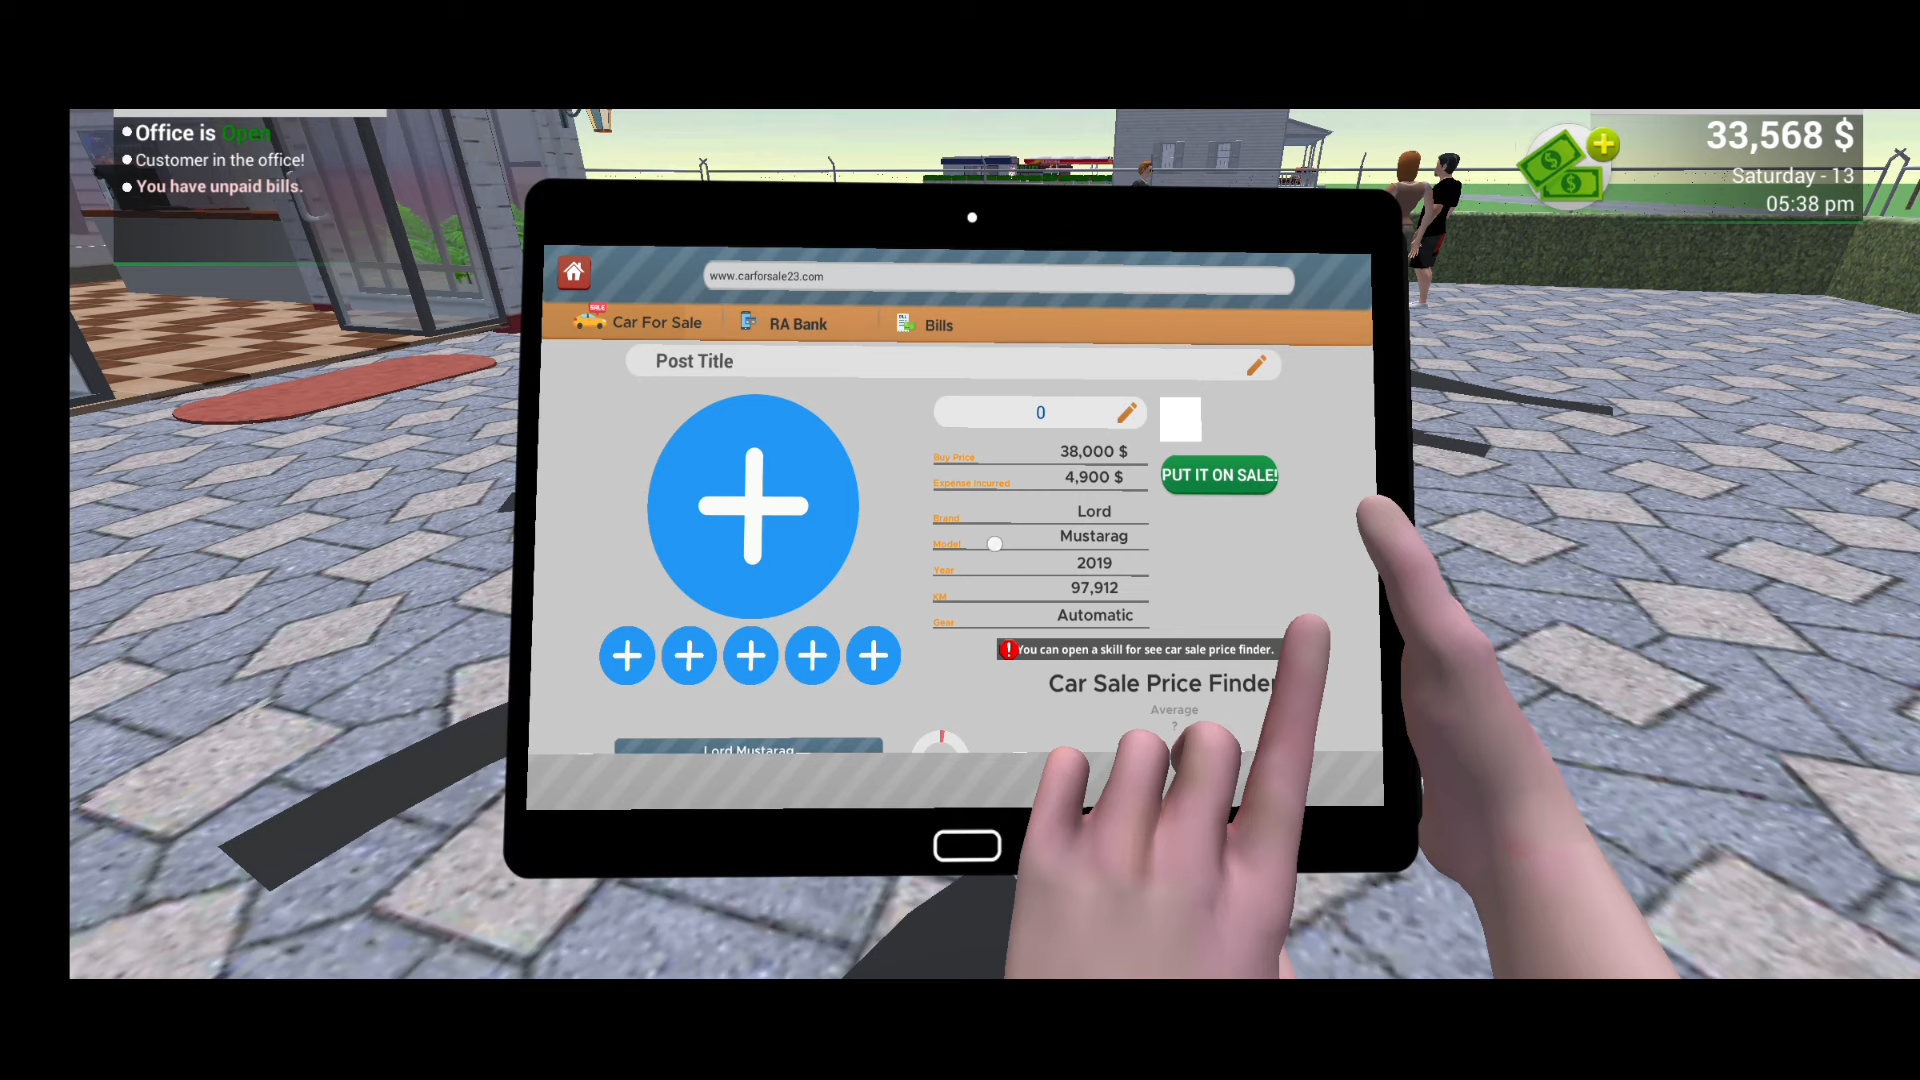 Office is Open
Customer in the office!
You have unpaid bills.
33,568 $
Saturday - 13
05:38 pm
www.carforsale23.com
SALE
Car For Sale
RA Bank
Bills
Post Title
0
Buy Price 38,000 $
Expense Incurred 4,900 $
PUT IT ON SALE!
Brand Lord
Model Mustarag
Year 2019
KM 97,912
Gear Automatic
! You can open a skill for see car sale price finder.
Car Sale Price Finder
Average
?
Lord Mustarag